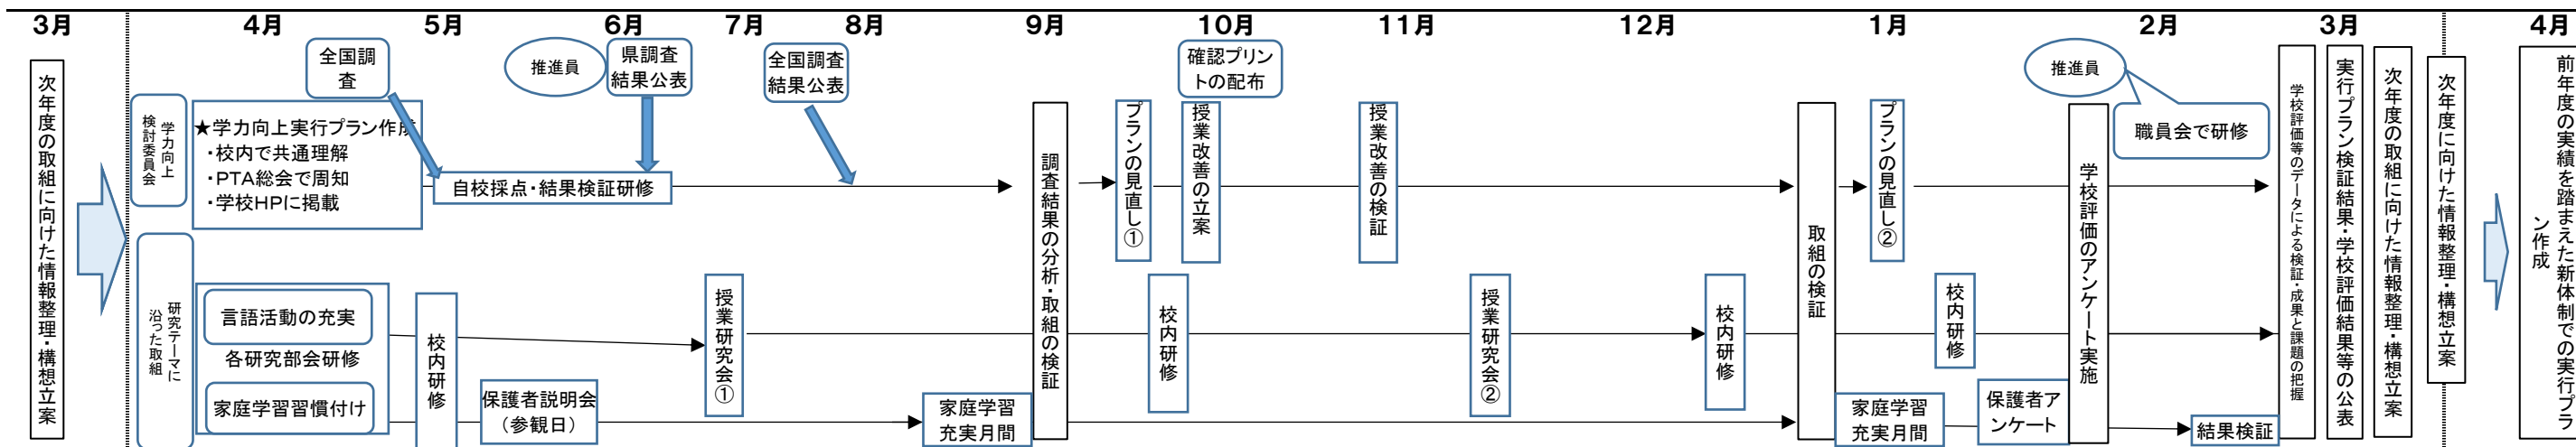 3月
4月
5月
6月
7月
8月
9月
10月
11月
12月
1月
2月
3月
4月
次年度の取組に向けた情報整理・構想立案
学力向上
検討委員会
★学力向上実行プラン作成
・校内で共通理解
・PTA総会で周知
・学校HPに掲載
全国調
査
推進員
県調査
結果公表
全国調査
結果公表
自校採点・結果検証研修
研究テーマに
沿った取組
言語活動の充実
各研究部会研修
家庭学習習慣付け
校内研修
保護者説明会
（参観日）
授業研究会①
家庭学習
充実月間
調査結果の分析・取組の検証
プランの見直し①
確認プリン
トの配布
授業改善の立案
校内研修
授業改善の検証
授業研究会②
校内研修
取組の検証
プランの見直し②
家庭学習
充実月間
校内研修
保護者ア
ンケート
推進員
職員会で研修
学校評価のアンケート実施
結果検証
学校評価等のデータによる検証・成果と課題の把握
実行プラン検証結果・学校評価結果等の公表
次年度の取組に向けた情報整理・構想立案
次年度に向けた情報整理・構想立案
前年度の実績を踏まえた新体制での実行プラ
ン作成